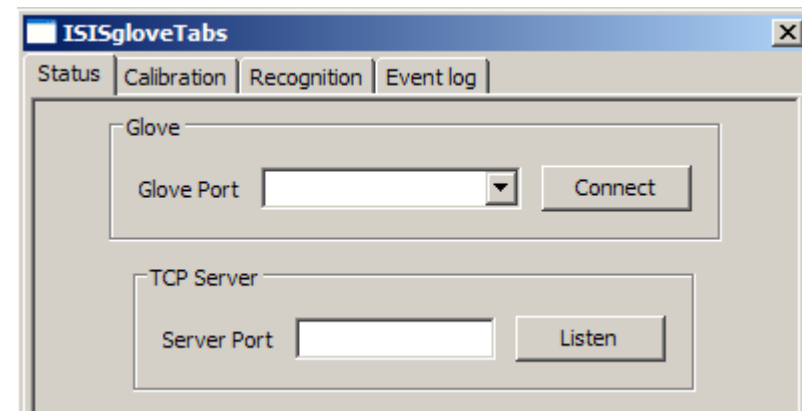 ISISgloveTabs
Status Calibration Recognition Event log
Glove
Glove Port Connect
TCP Server
Server Port Listen